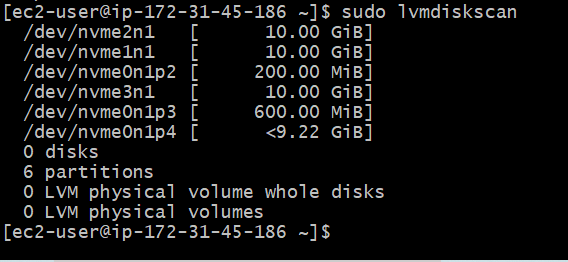 [ec2-user@ip-172-31-45-186 ~]$ sudo lvmdiskscan
  /dev/nvme2n1   [      10.00 GiB]
  /dev/nvme1n1   [      10.00 GiB]
  /dev/nvme0n1p2 [     200.00 MiB]
  /dev/nvme3n1   [      10.00 GiB]
  /dev/nvme0n1p3 [     600.00 MiB]
  /dev/nvme0n1p4 [      <9.22 GiB]
  0 disks
  6 partitions
  0 LVM physical volume whole disks
  0 LVM physical volumes
[ec2-user@ip-172-31-45-186 ~]$